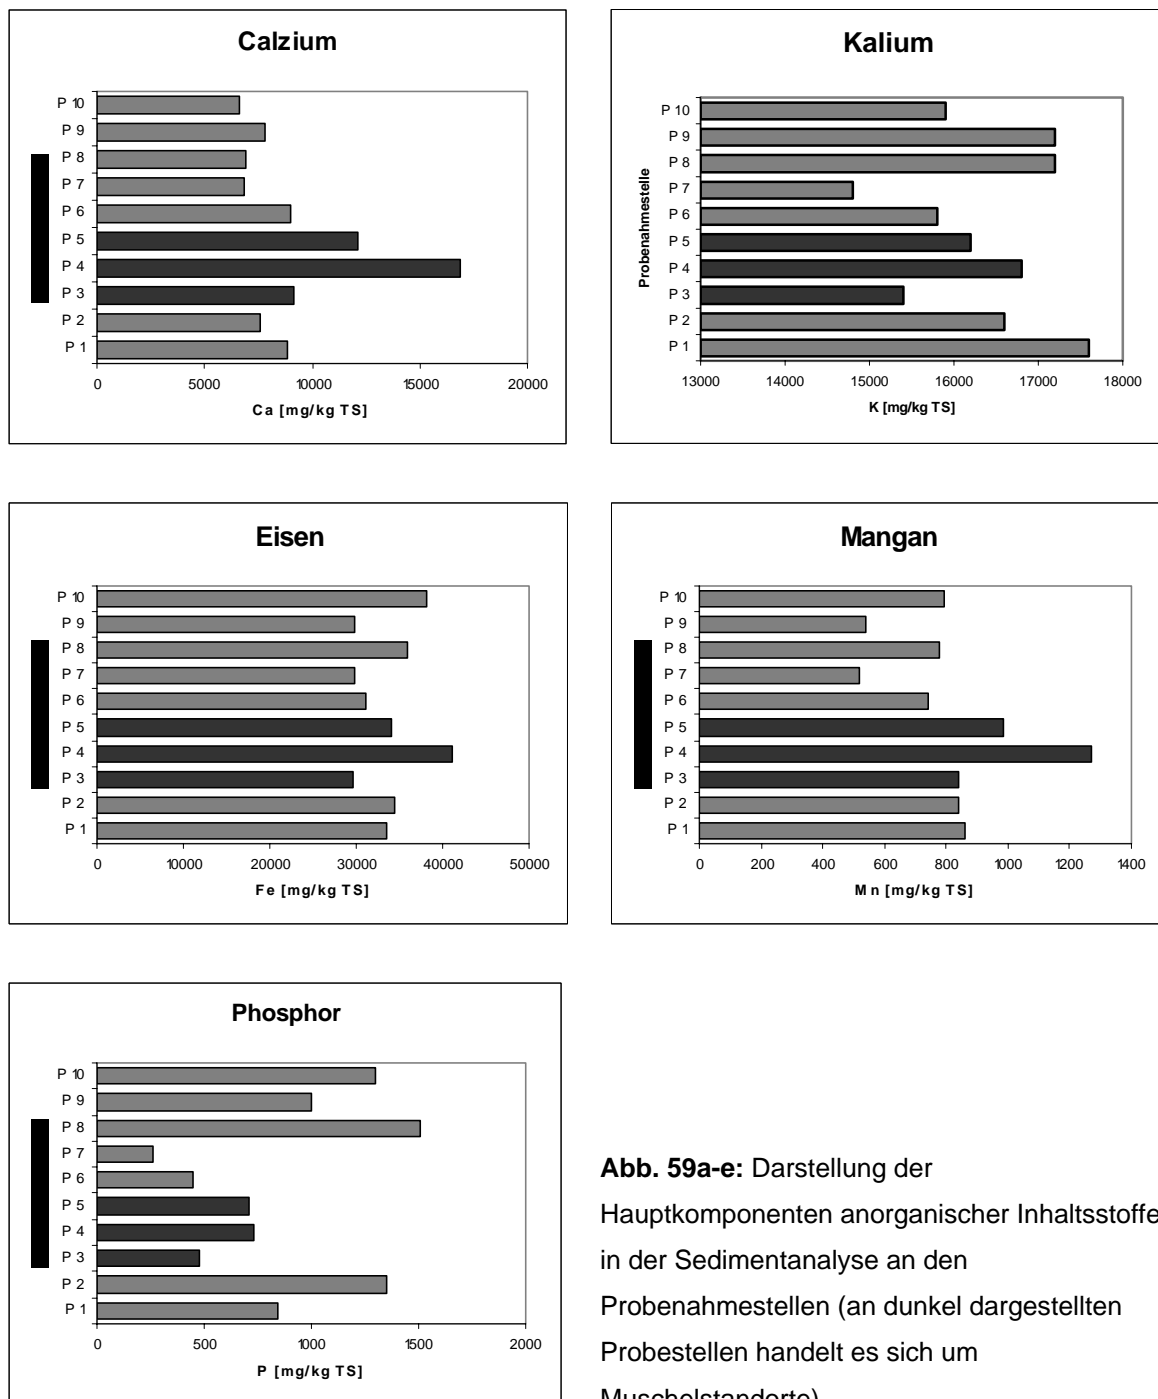 Calzium
P 10
P 9
P 8
P 7
P 6
P 5
P 4
P 3
P 2
P 1
0 5000 10000 15000 20000
Ca [mg/kg TS]
Kalium
Probenahmestelle
P 10
P 9
P 8
P 7
P 6
P 5
P 4
P 3
P 2
P 1
13000 14000 15000 16000 17000 18000
K [mg/kg TS]
Eisen
P 10
P 9
P 8
P 7
P 6
P 5
P 4
P 3
P 2
P 1
0 10000 20000 30000 40000 50000
Fe [mg/kg TS]
Mangan
P 10
P 9
P 8
P 7
P 6
P 5
P 4
P 3
P 2
P 1
0 200 400 600 800 1000 1200 1400
Mn [mg/kg TS]
Phosphor
P 10
P 9
P 8
P 7
P 6
P 5
P 4
P 3
P 2
P 1
0 500 1000 1500 2000
P [mg/kg TS]
Abb. 59a-e: Darstellung der
Hauptkomponenten anorganischer Inhaltsstoffe
in der Sedimentanalyse an den
Probenahmestellen (an dunkel dargestellten
Probestellen handelt es sich um
Muschelstandorte)